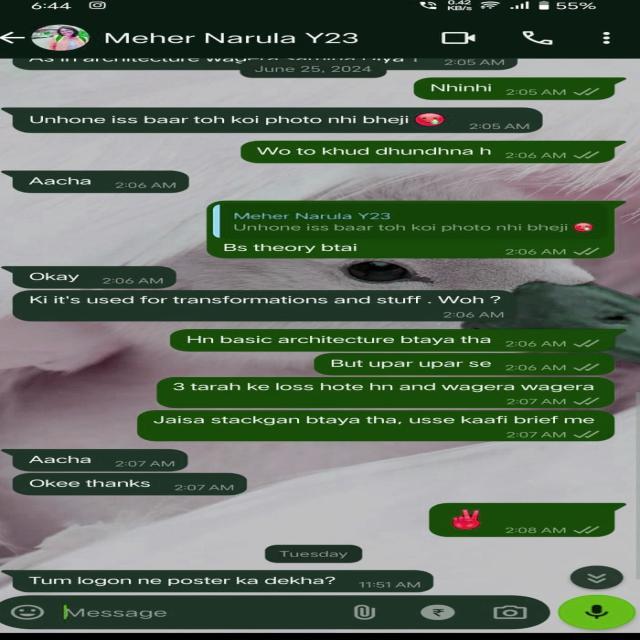 6:44 0.42 KB/s 55%
Meher Narula Y23
June 25, 2024
2:05 AM
Nhinhi 2:05 AM
Unhone iss baar toh koi photo nhi bheji 2:05 AM
Wo to khud dhundhna h 2:06 AM
Aacha 2:06 AM
Meher Narula Y23
Unhone iss baar toh koi photo nhi bheji
Bs theory btai 2:06 AM
Okay 2:06 AM
Ki it's used for transformations and stuff . Woh ?
2:06 AM
Hn basic architecture btaya tha 2:06 AM
But upar upar se 2:06 AM
3 tarah ke loss hote hn and wagera wagera
2:07 AM
Jaisa stackgan btaya tha, usse kaafi brief me
2:07 AM
Aacha 2:07 AM
Okee thanks 2:07 AM
2:08 AM
Tuesday
Tum logon ne poster ka dekha? 11:51 AM
Message